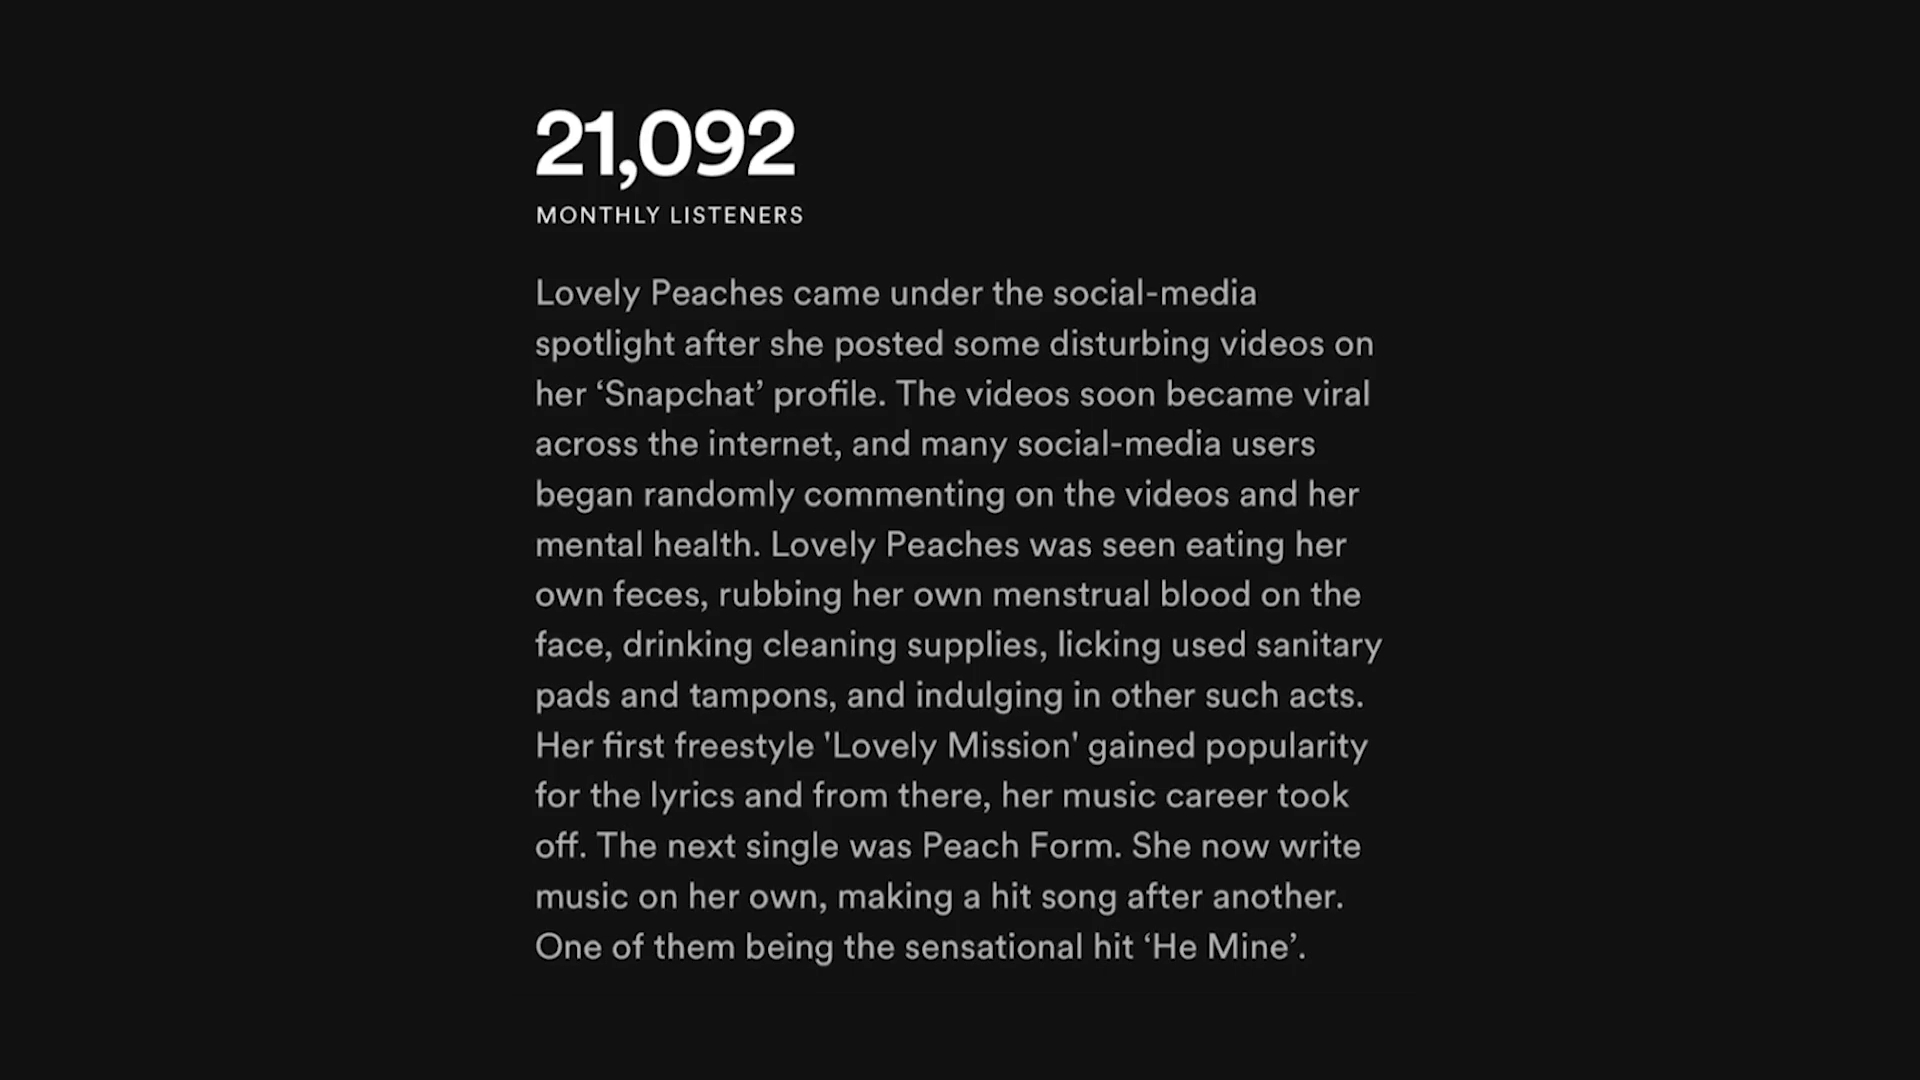 21,092
MONTHLY LISTENERS
Lovely Peaches came under the social-media
spotlight after she posted some disturbing videos on
her ‘Snapchat’ profile. The videos soon became viral
across the internet, and many social-media users
began randomly commenting on the videos and her
mental health. Lovely Peaches was seen eating her
own feces, rubbing her own menstrual blood on the
face, drinking cleaning supplies, licking used sanitary
pads and tampons, and indulging in other such acts.
Her first freestyle 'Lovely Mission' gained popularity
for the lyrics and from there, her music career took
off. The next single was Peach Form. She now write
music on her own, making a hit song after another.
One of them being the sensational hit ‘He Mine’.